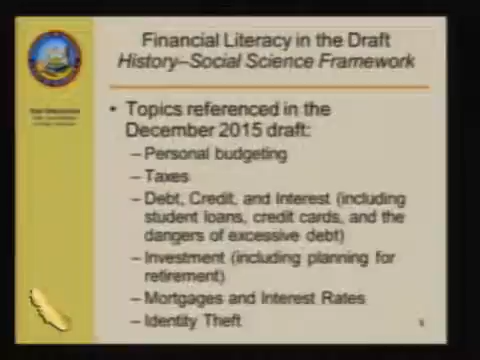 Financial Literacy in the Draft
History–Social Science Framework
• Topics referenced in the
December 2015 draft:
– Personal budgeting
– Taxes
– Debt, Credit, and Interest (including
student loans, credit cards, and the
dangers of excessive debt)
– Investment (including planning for
retirement)
– Mortgages and Interest Rates
– Identity Theft